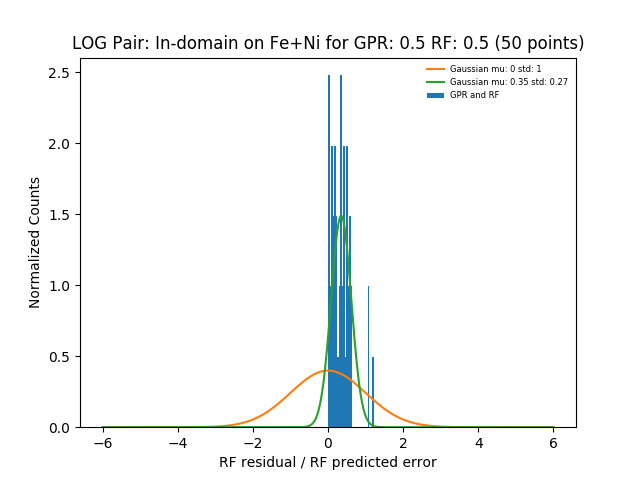 LOG Pair: In-domain on Fe+Ni for GPR: 0.5 RF: 0.5 (50 points)
Gaussian mu: 0 std: 1
Gaussian mu: 0.35 std: 0.27
GPR and RF
Normalized Counts
2.5
2.0
1.5
1.0
0.5
0.0
−6 −4 −2 0 2 4 6
RF residual / RF predicted error